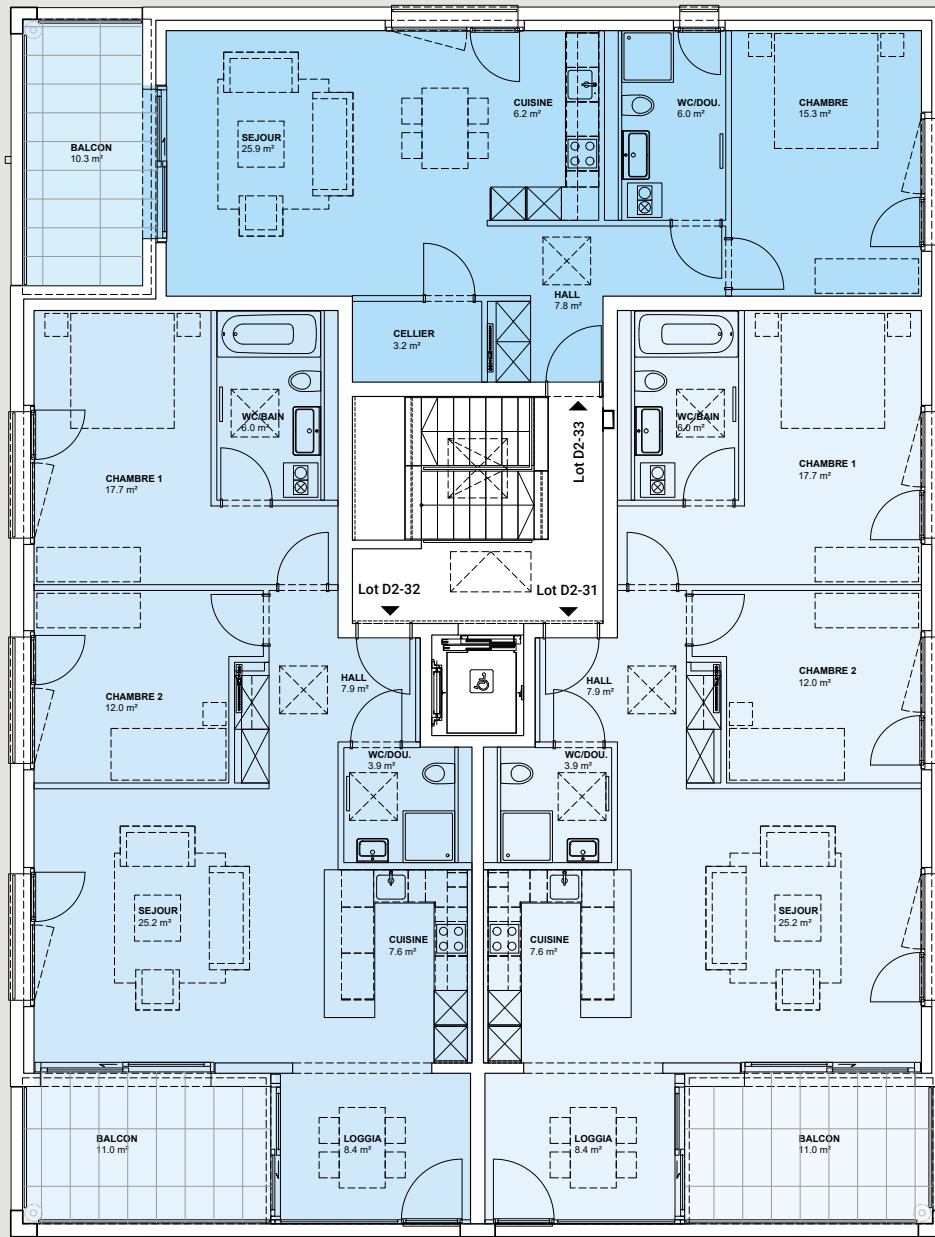 BALCON
10.3 m²
SEJOUR
25.9 m²
CUISINE
6.2 m²
WC/DOU.
6.0 m²
CHAMBRE
15.3 m²
HALL
7.8 m²
CELLIER
3.2 m²
Lot D2-33
WC/BAIN
6.0 m²
CHAMBRE 1
17.7 m²
WC/BAIN
6.0 m²
CHAMBRE 1
17.7 m²
Lot D2-32
Lot D2-31
CHAMBRE 2
12.0 m²
HALL
7.9 m²
HALL
7.9 m²
CHAMBRE 2
12.0 m²
WC/DOU.
3.9 m²
WC/DOU.
3.9 m²
SEJOUR
25.2 m²
CUISINE
7.6 m²
CUISINE
7.6 m²
SEJOUR
25.2 m²
BALCON
11.0 m²
LOGGIA
8.4 m²
LOGGIA
8.4 m²
BALCON
11.0 m²